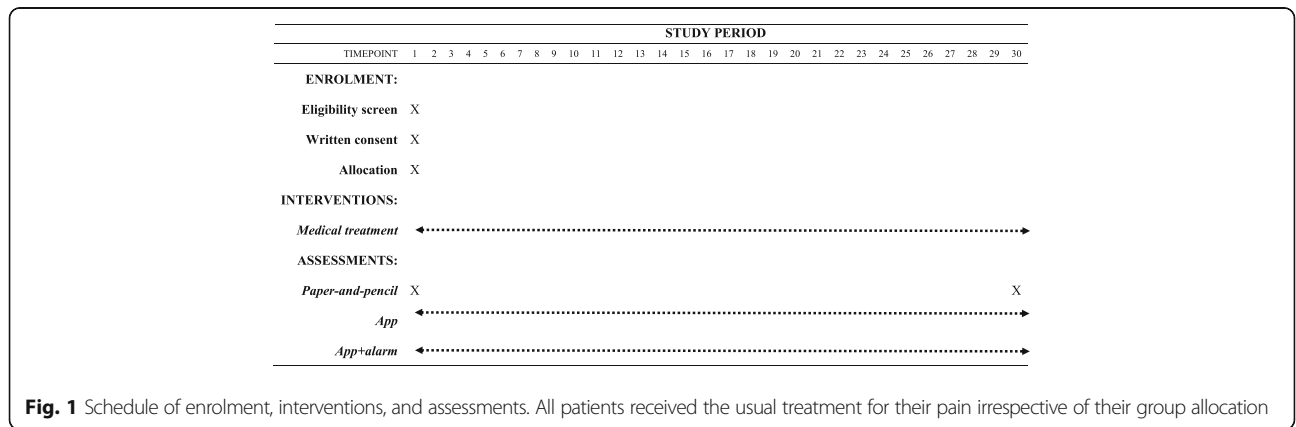 STUDY PERIOD
TIMEPOINT 1 2 3 4 5 6 7 8 9 10 11 12 13 14 15 16 17 18 19 20 21 22 23 24 25 26 27 28 29 30
ENROLMENT:
Eligibility screen X
Written consent X
Allocation X
INTERVENTIONS:
Medical treatment
ASSESSMENTS:
Paper-and-pencil X X
App
App+alarm
Fig. 1 Schedule of enrolment, interventions, and assessments. All patients received the usual treatment for their pain irrespective of their group allocation